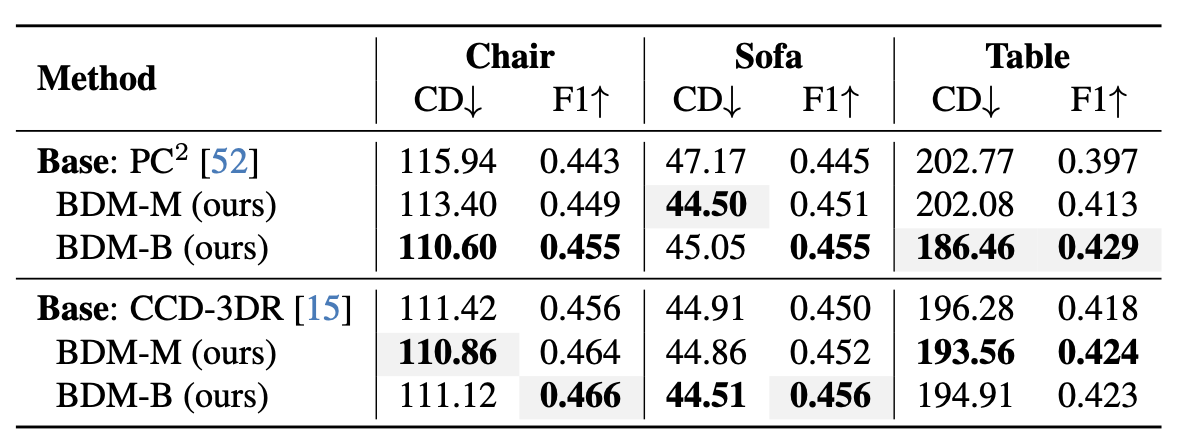 Method Chair Sofa Table
CD↓ F1↑ CD↓ F1↑ CD↓ F1↑
Base: PC² [52] 115.94 0.443 47.17 0.445 202.77 0.397
BDM-M (ours) 113.40 0.449 44.50 0.451 202.08 0.413
BDM-B (ours) 110.60 0.455 45.05 0.455 186.46 0.429
Base: CCD-3DR [15] 111.42 0.456 44.91 0.450 196.28 0.418
BDM-M (ours) 110.86 0.464 44.86 0.452 193.56 0.424
BDM-B (ours) 111.12 0.466 44.51 0.456 194.91 0.423